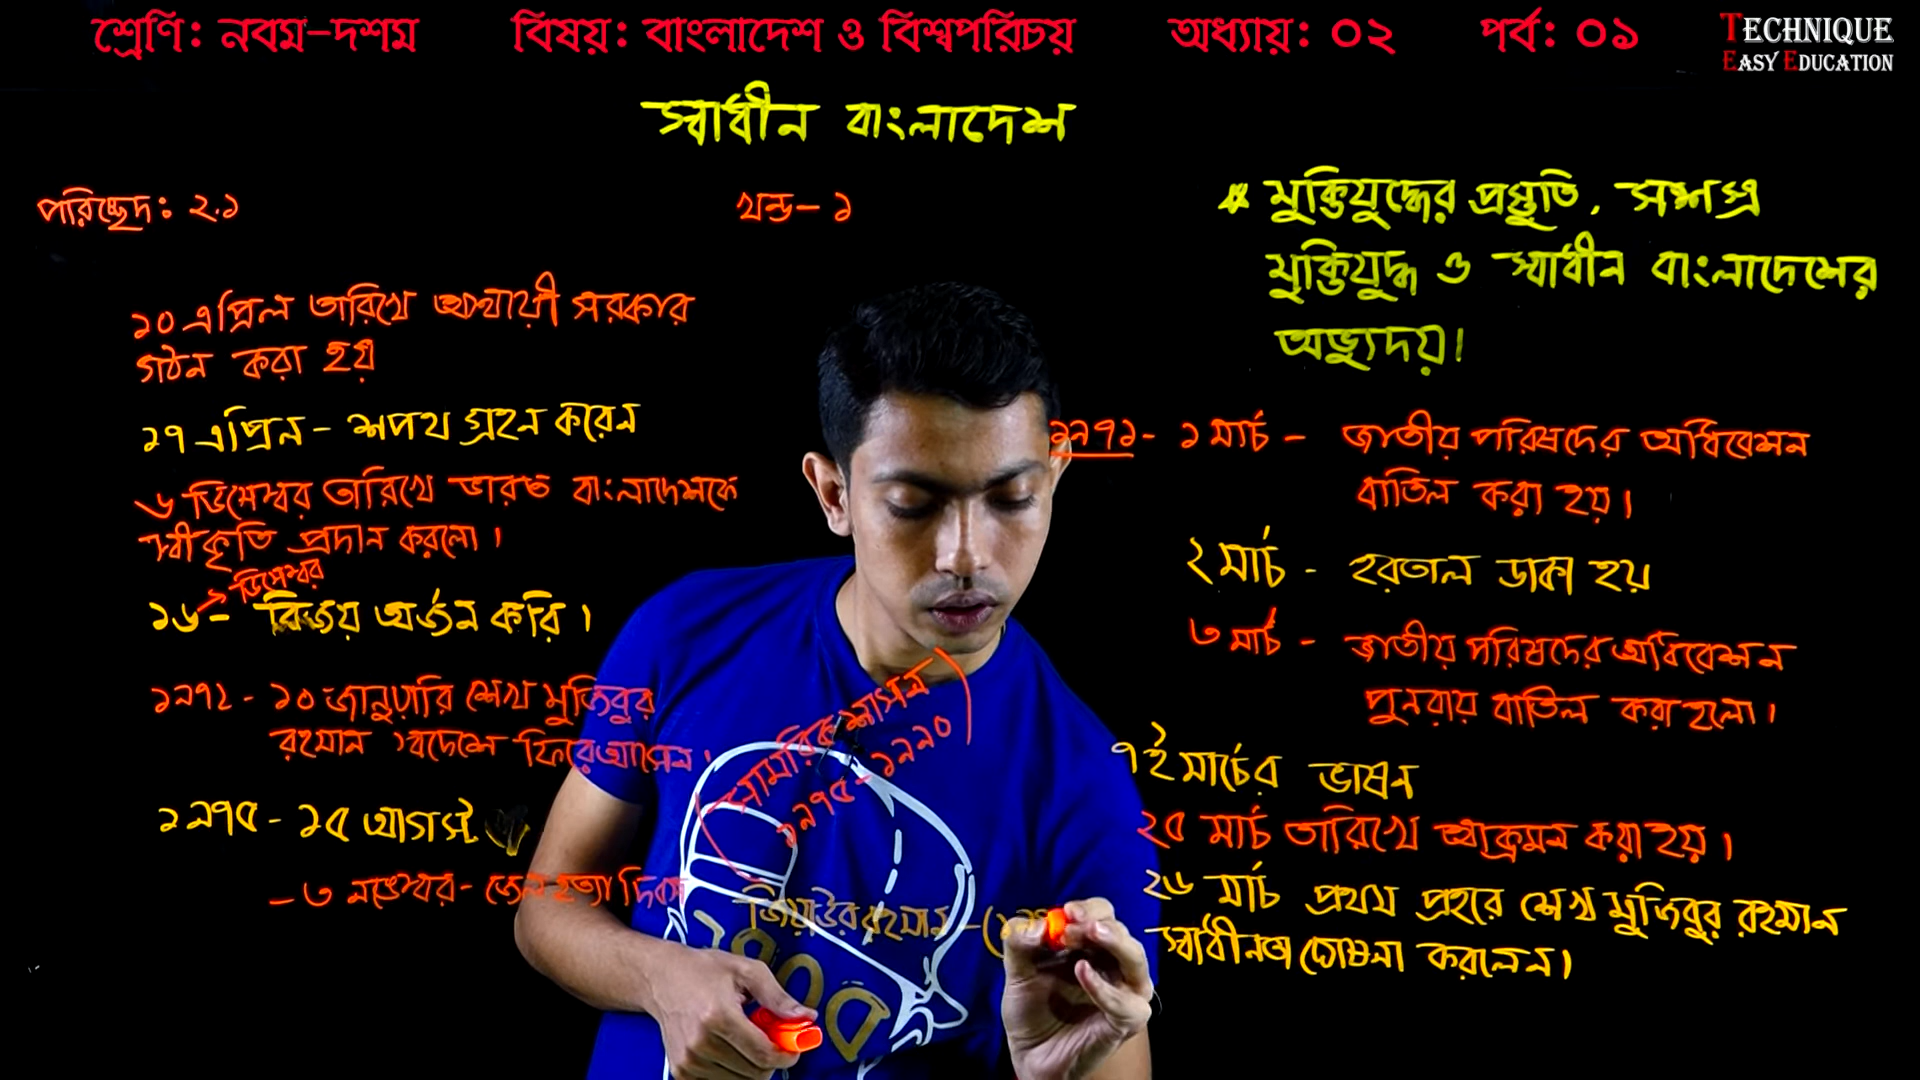 শ্রেণি: নবম-দশম বিষয়: বাংলাদেশ ও বিশ্বপরিচয় অধ্যায়: ০২ পর্ব: ০১
TECHNIQUE
EASY EDUCATION
স্বাধীন বাংলাদেশ
পরিচ্ছেদ: ২.১
খন্ড- ১
* মুক্তিযুদ্ধের প্রস্তুতি, সশস্ত্র
মুক্তিযুদ্ধ ও স্বাধীন বাংলাদেশের
অভ্যুদয়।
১০ এপ্রিল তারিখে অস্থায়ী সরকার
গঠন করা হয়
১৭ এপ্রিল - শপথ গ্রহন করেন
৬ ডিসেম্বর তারিখে ভারত বাংলাদেশকে
স্বীকৃতি প্রদান করলো।
ডিসেম্বর
১৬ - বিজয় অর্জন করি।
১৯৭২ - ১০ জানুয়ারি শেখ মুজিবুর
রহমান স্বদেশে ফিরে আসেন।
১৯৭৫ - ১৫ আগস্ট
- ৩ নভেম্বর - জেল হত্যা দিবস
(সামরিক শাসন)
১৯৭৫ - ১৯৯০
জিয়াউর রহমান - (
১৯৭১ - ১ মার্চ - জাতীয় পরিষদের অধিবেশন
বাতিল করা হয়।
২ মার্চ - হরতাল ডাকা হয়
৩ মার্চ - জাতীয় পরিষদের অধিবেশন
পুনরায় বাতিল করা হলো।
৭ই মার্চের ভাষন
২৫ মার্চ তারিখে আক্রমন করা হয়।
২৬ মার্চ প্রথম প্রহরে শেখ মুজিবুর রহমান
স্বাধীনতা ঘোষনা করলেন।